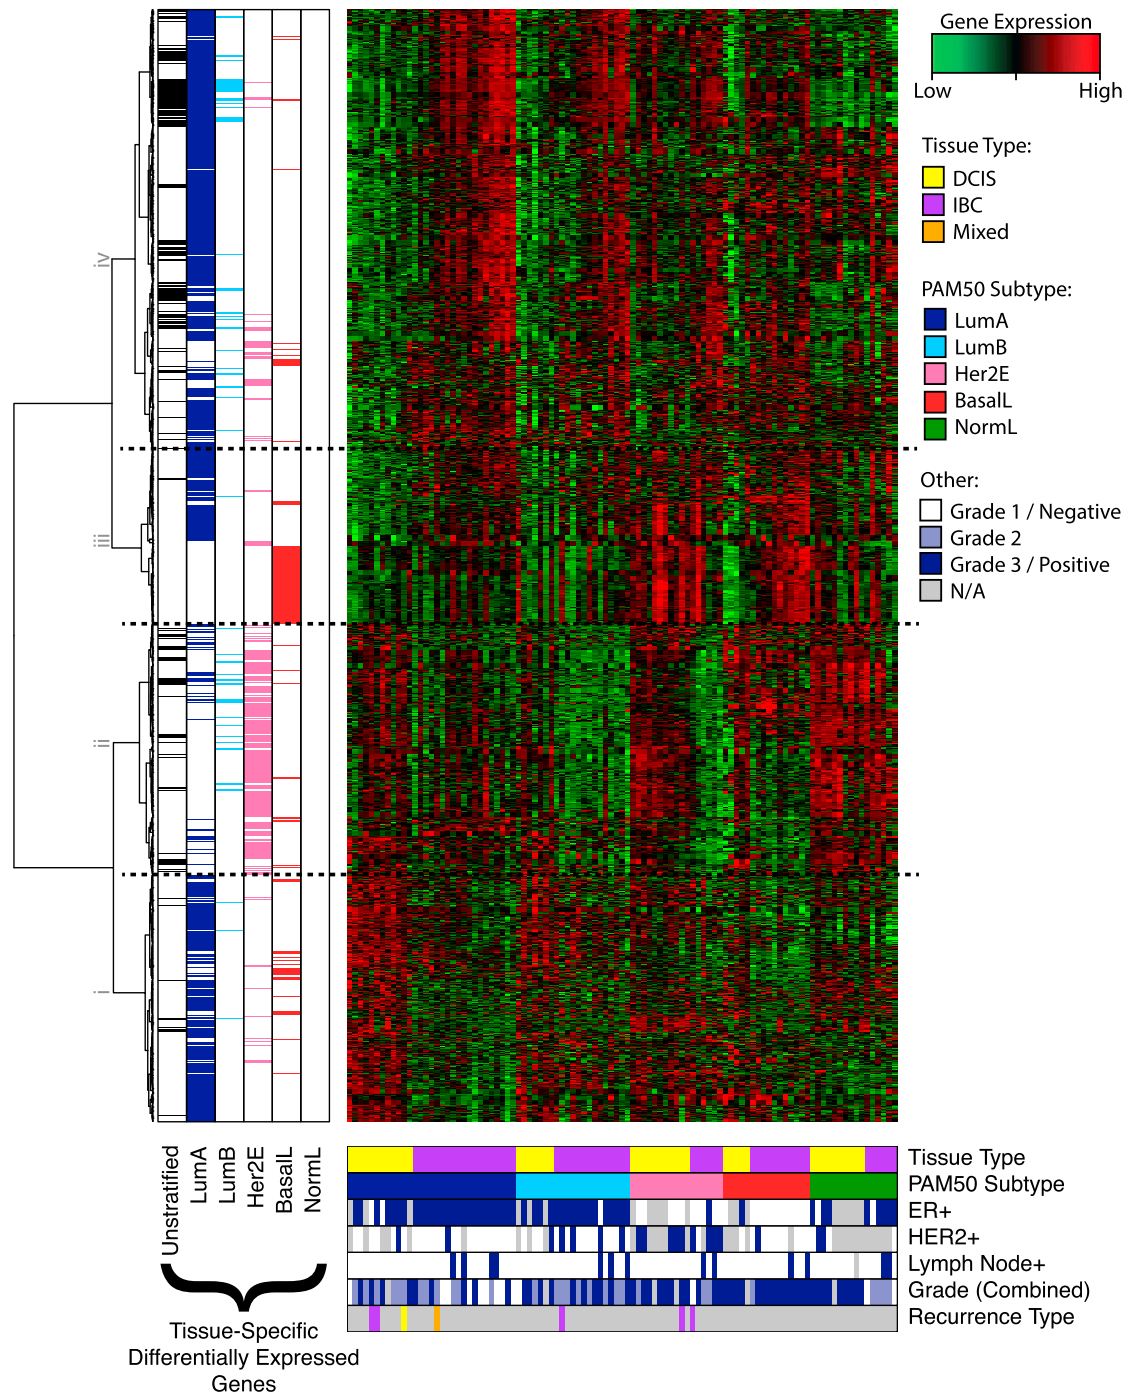 Gene Expression
Low
High
Tissue Type:
DCIS
IBC
Mixed
PAM50 Subtype:
LumA
LumB
Her2E
BasalL
NormL
Other:
Grade 1 / Negative
Grade 2
Grade 3 / Positive
N/A
iv
iii
ii
i
Unstratified
LumA
LumB
Her2E
BasalL
NormL
Tissue-Specific
Differentially Expressed
Genes
Tissue Type
PAM50 Subtype
ER+
HER2+
Lymph Node+
Grade (Combined)
Recurrence Type